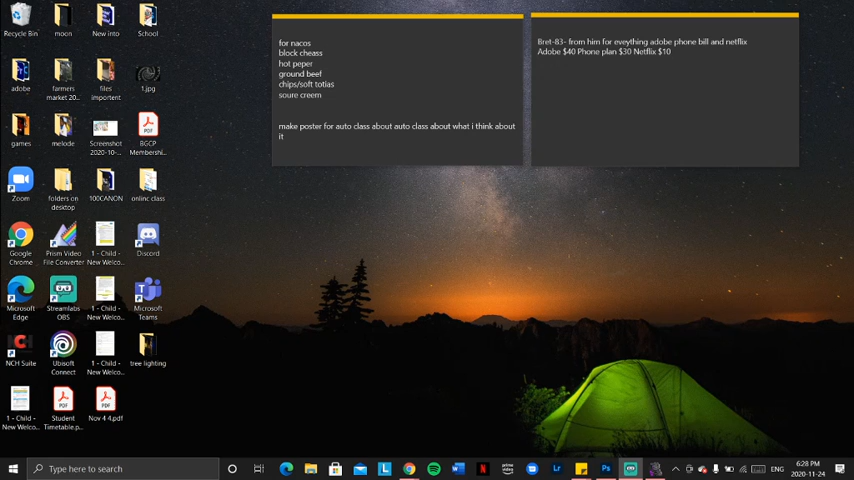 Recycle Bin
moon
New into
School
adobe
farmers
market 20...
files
importent
1.jpg
games
melode
Screenshot
2020-10-...
BGCP
Membershi...
Zoom
folders on
desktop
100CANON
onlinc class
Google
Chrome
Prism Video
File Converter
1 - Child -
New Welco...
Discord
Microsoft
Edge
Streamlabs
OBS
1 - Child -
New Welco...
Microsoft
Teams
NCH Suite
Ubisoft
Connect
1 - Child -
New Welco...
tree lighting
1 - Child -
New Welco...
Student
Timetable.p...
Nov 4 4.pdf
for nacos
block cheass
hot peper
ground beef
chips/soft totias
soure creem
make poster for auto class about auto class about what i think about
it
Bret-83- from him for eveything adobe phone bill and netflix
Adobe $40 Phone plan $30 Netflix $10
Type here to search
ENG
6:28 PM
2020-11-24